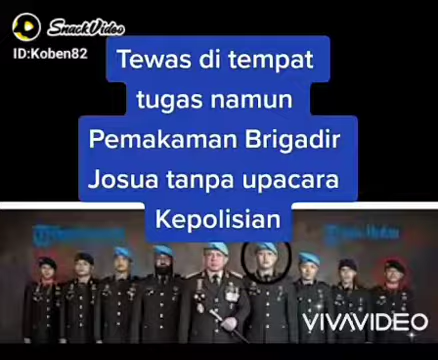 SnackVideo
ID:Koben82
Tewas di tempat
tugas namun
Pemakaman Brigadir
Josua tanpa upacara
Kepolisian
VIVAVIDEO